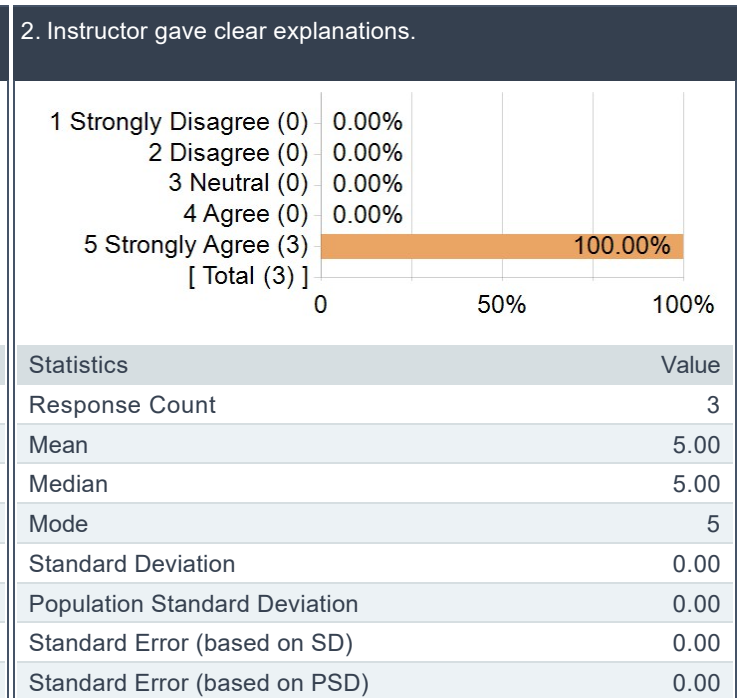 2. Instructor gave clear explanations.
1 Strongly Disagree (0) 0.00%
2 Disagree (0) 0.00%
3 Neutral (0) 0.00%
4 Agree (0) 0.00%
5 Strongly Agree (3) 100.00%
[ Total (3) ]
0 50% 100%
Statistics Value
Response Count 3
Mean 5.00
Median 5.00
Mode 5
Standard Deviation 0.00
Population Standard Deviation 0.00
Standard Error (based on SD) 0.00
Standard Error (based on PSD) 0.00